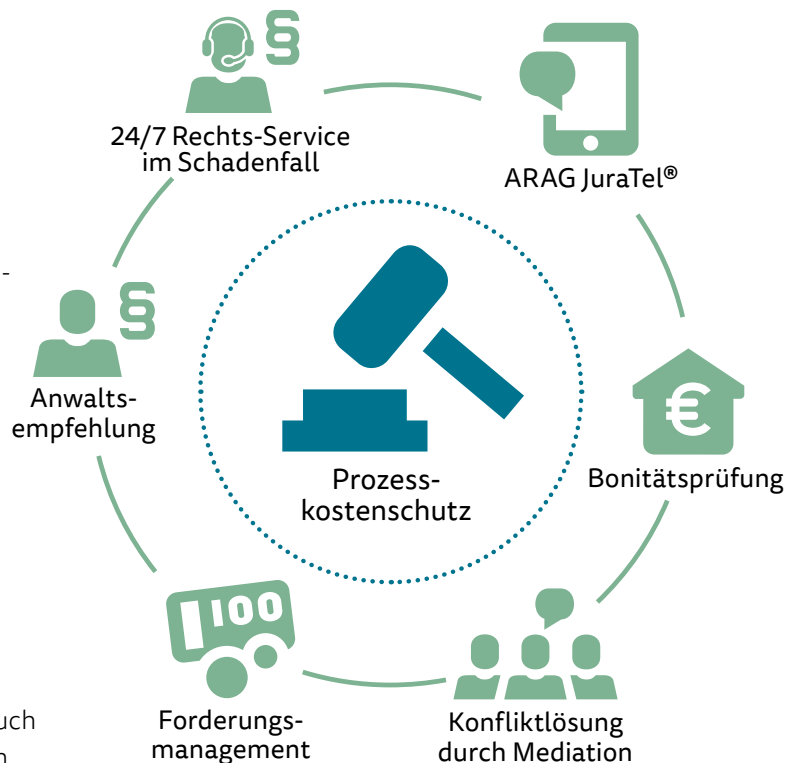 §
24/7 Rechts-Service
im Schadenfall
ARAG JuraTel®
-
§
Anwalts-
empfehlung
€
Bonitätsprüfung
Prozess-
kostenschutz
100
Forderungs-
management
Konfliktlösung
durch Mediation